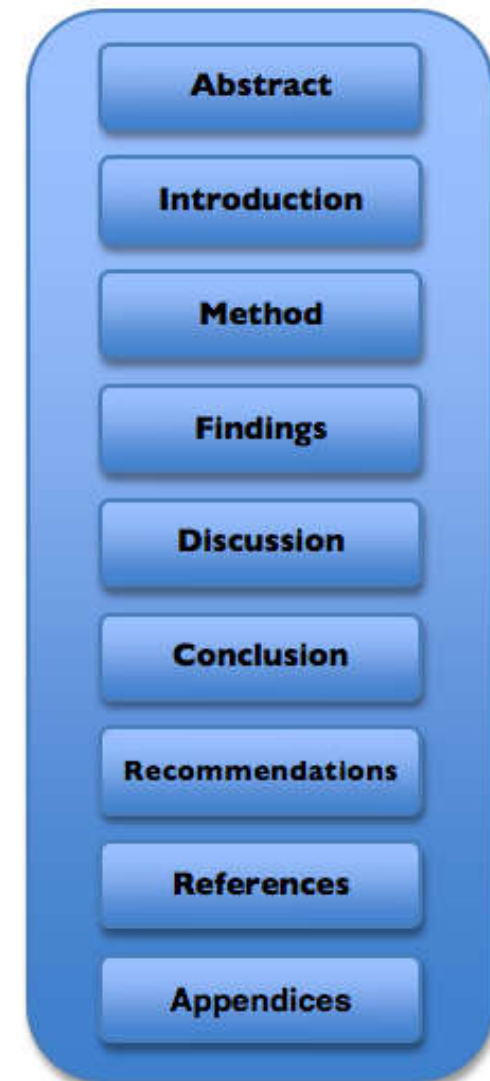 Abstract
Introduction
Method
Findings
Discussion
Conclusion
Recommendations
References
Appendices